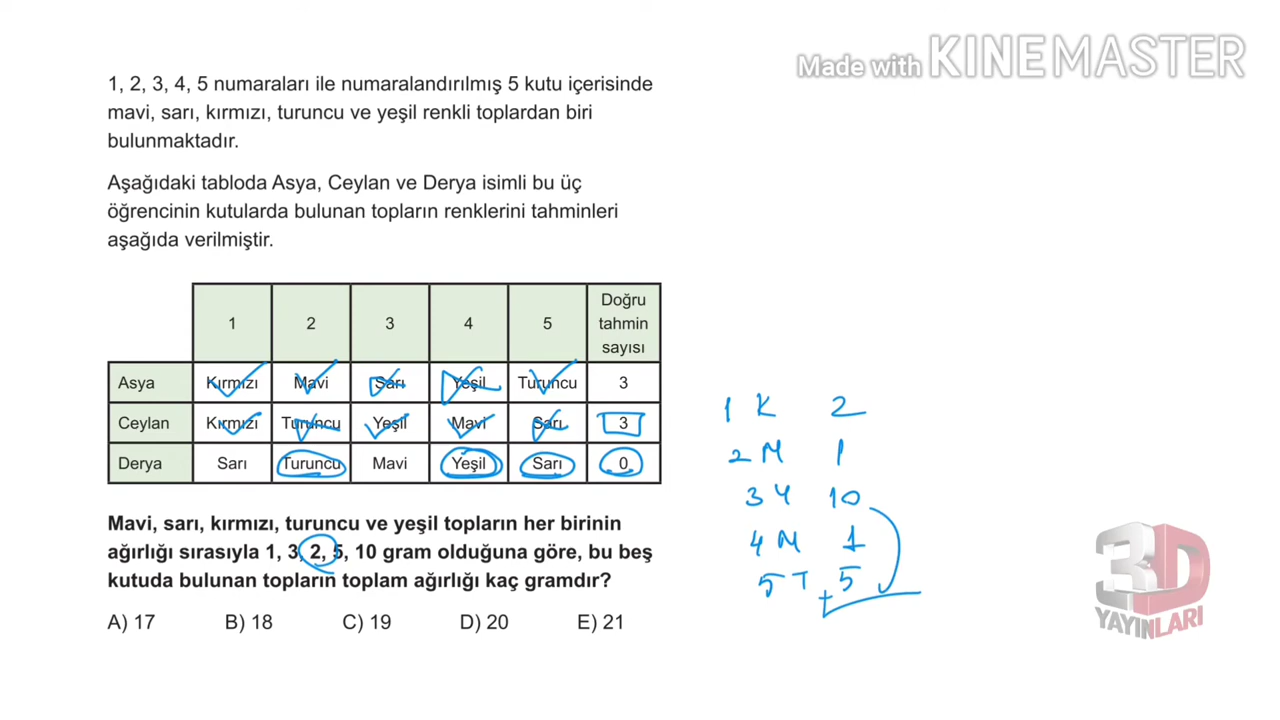 Made with KINEMASTER
1, 2, 3, 4, 5 numaraları ile numaralandırılmış 5 kutu içerisinde
mavi, sarı, kırmızı, turuncu ve yeşil renkli toplardan biri
bulunmaktadır.
Aşağıdaki tabloda Asya, Ceylan ve Derya isimli bu üç
öğrencinin kutularda bulunan topların renklerini tahminleri
aşağıda verilmiştir.
1 2 3 4 5 Doğru
tahmin
sayısı
Asya Kırmızı Mavi Sarı Yeşil Turuncu 3
Ceylan Kırmızı Turuncu Yeşil Mavi Sarı 3
Derya Sarı Turuncu Mavi Yeşil Sarı 0
Mavi, sarı, kırmızı, turuncu ve yeşil topların her birinin
ağırlığı sırasıyla 1, 3, 2, 5, 10 gram olduğuna göre, bu beş
kutuda bulunan topların toplam ağırlığı kaç gramdır?
A) 17 B) 18 C) 19 D) 20 E) 21
1 K 2
2 M 1
3 Y 10
4 M 1
5 T + 5
3D
YAYINLARI